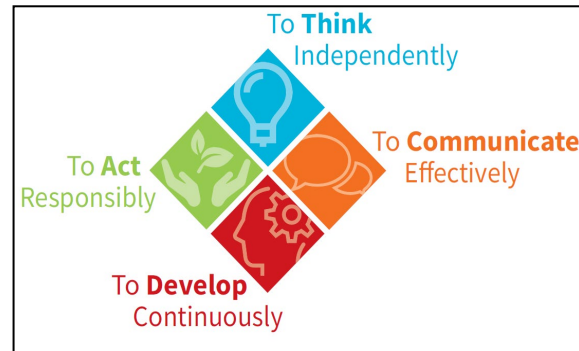 To Think
Independently
To Communicate
Effectively
To Act
Responsibly
To Develop
Continuously